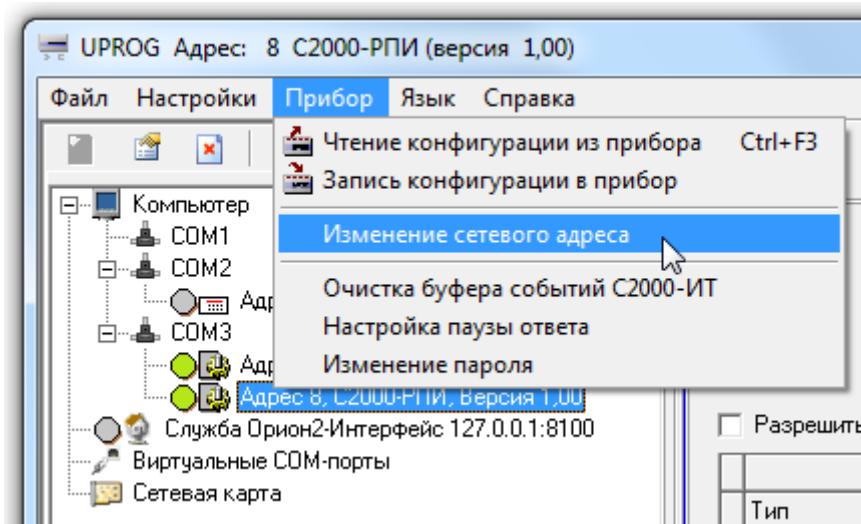 UPROG Адрес: 8 С2000-РПИ (версия 1,00)
Файл Настройки Прибор Язык Справка
Чтение конфигурации из прибора Ctrl+F3
Запись конфигурации в прибор
Изменение сетевого адреса
Очистка буфера событий С2000-ИТ
Настройка паузы ответа
Изменение пароля
Компьютер
COM1
COM2
COM3
Адрес 8, С2000-РПИ, Версия 1,00
Служба Орион2-Интерфейс 127.0.0.1:8100
Виртуальные COM-порты
Сетевая карта
Тип